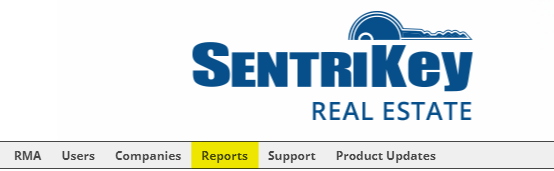 SENTRIKEY
REAL ESTATE
RMA Users Companies Reports Support Product Updates